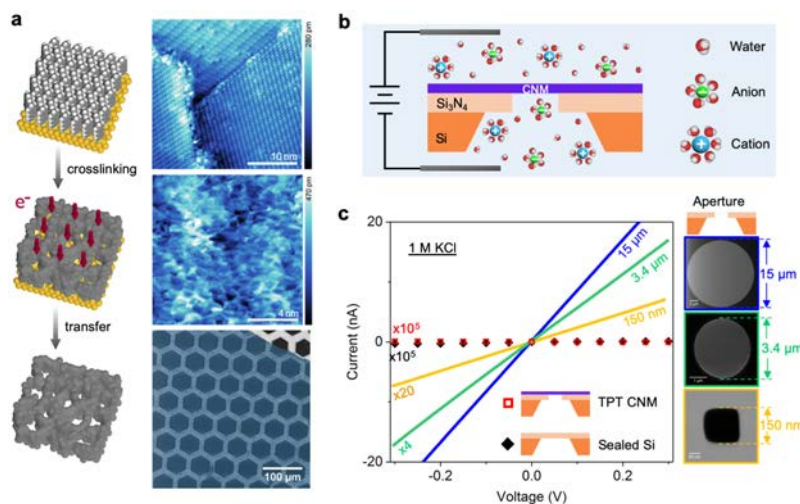 a
crosslinking
e⁻
transfer
280 pm
10 nm
470 pm
4 nm
100 µm
b
CNM
Si₃N₄
Si
Water
Anion
Cation
c
Current (nA)
20
0
-20
1 M KCl
15 µm
3.4 µm
150 nm
x10⁵
x10⁵
x20
x4
TPT CNM
Sealed Si
-0.2
0.0
0.2
Voltage (V)
Aperture
15 µm
3.4 µm
150 nm